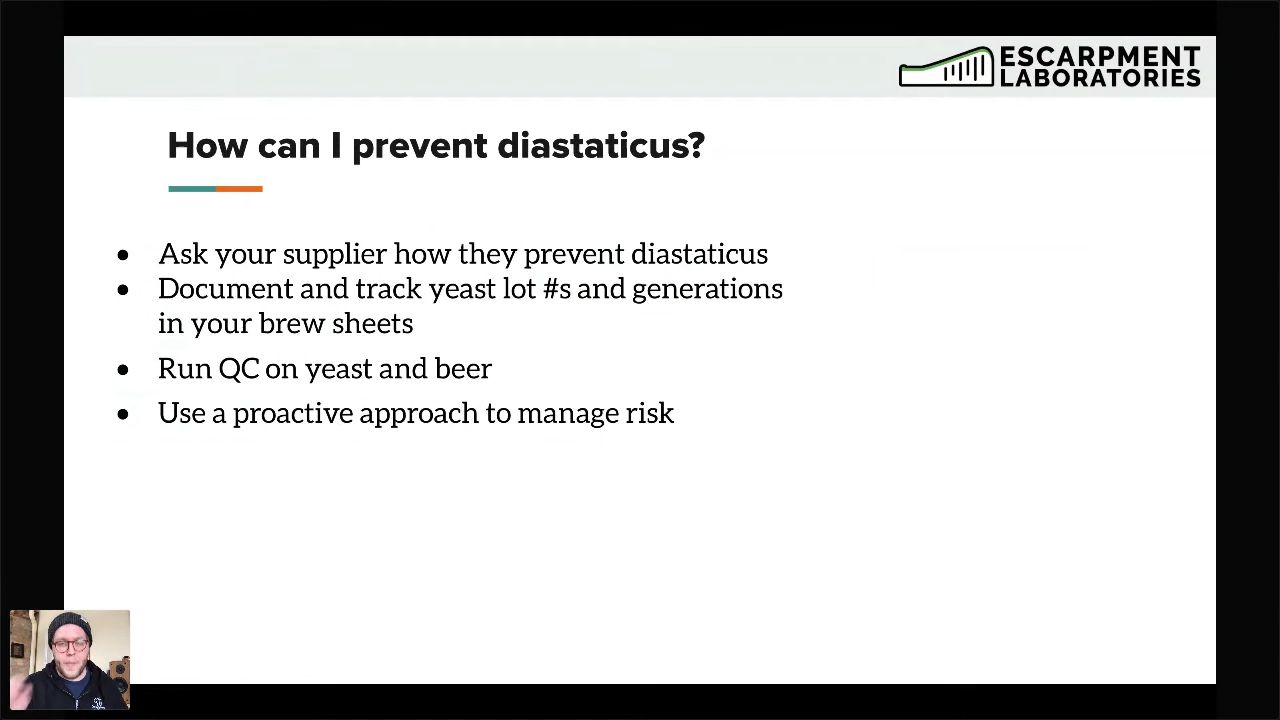 ESCARPMENT
LABORATORIES
How can I prevent diastaticus?
Ask your supplier how they prevent diastaticus
Document and track yeast lot #s and generations
in your brew sheets
Run QC on yeast and beer
Use a proactive approach to manage risk